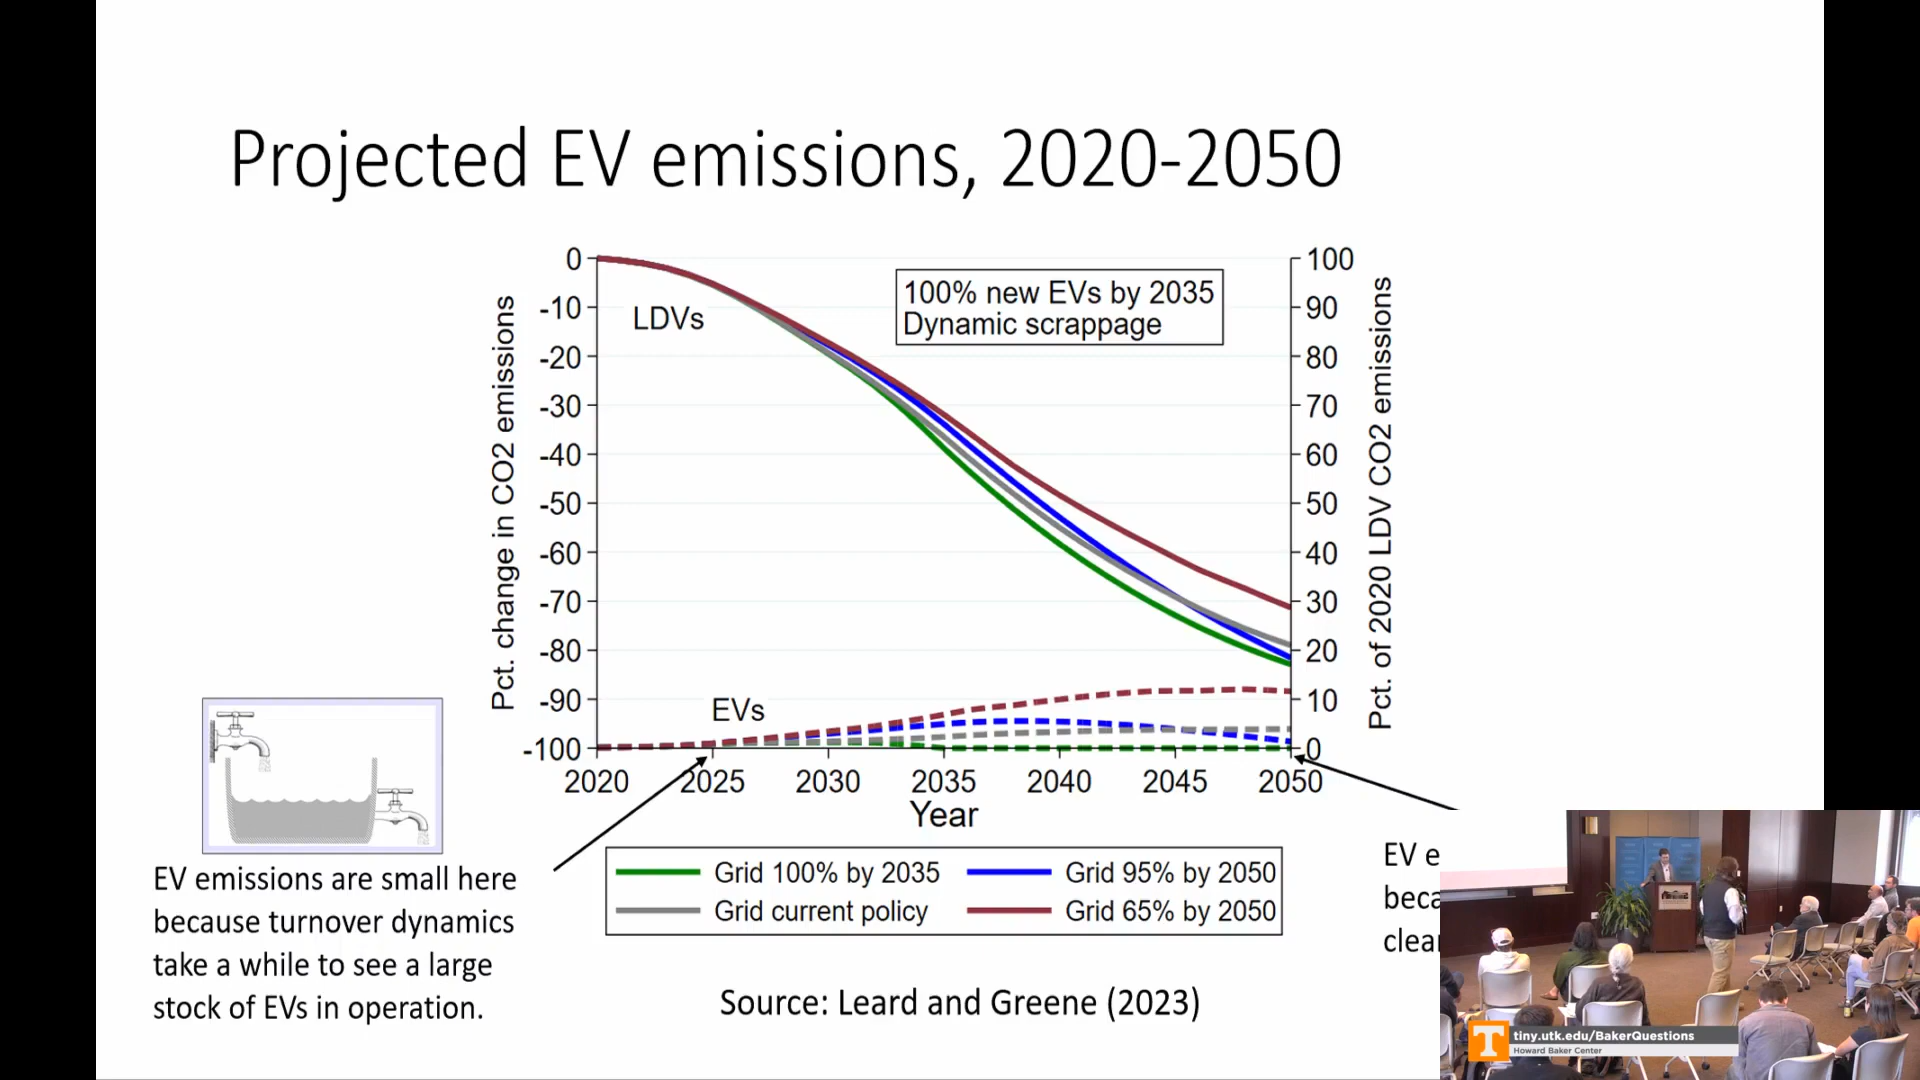 Projected EV emissions, 2020-2050
Pct. change in CO2 emissions
0
-10
-20
-30
-40
-50
-60
-70
-80
-90
-100
LDVs
EVs
100% new EVs by 2035
Dynamic scrappage
100
90
80
70
60
50
40
30
20
10
0
Pct. of 2020 LDV CO2 emissions
2020 2025 2030 2035 2040 2045 2050
Year
Grid 100% by 2035 Grid 95% by 2050
Grid current policy Grid 65% by 2050
EV emissions are small here
because turnover dynamics
take a while to see a large
stock of EVs in operation.
EV
Source: Leard and Greene (2023)
T
tiny.utk.edu/BakerQuestions
Howard Baker Center